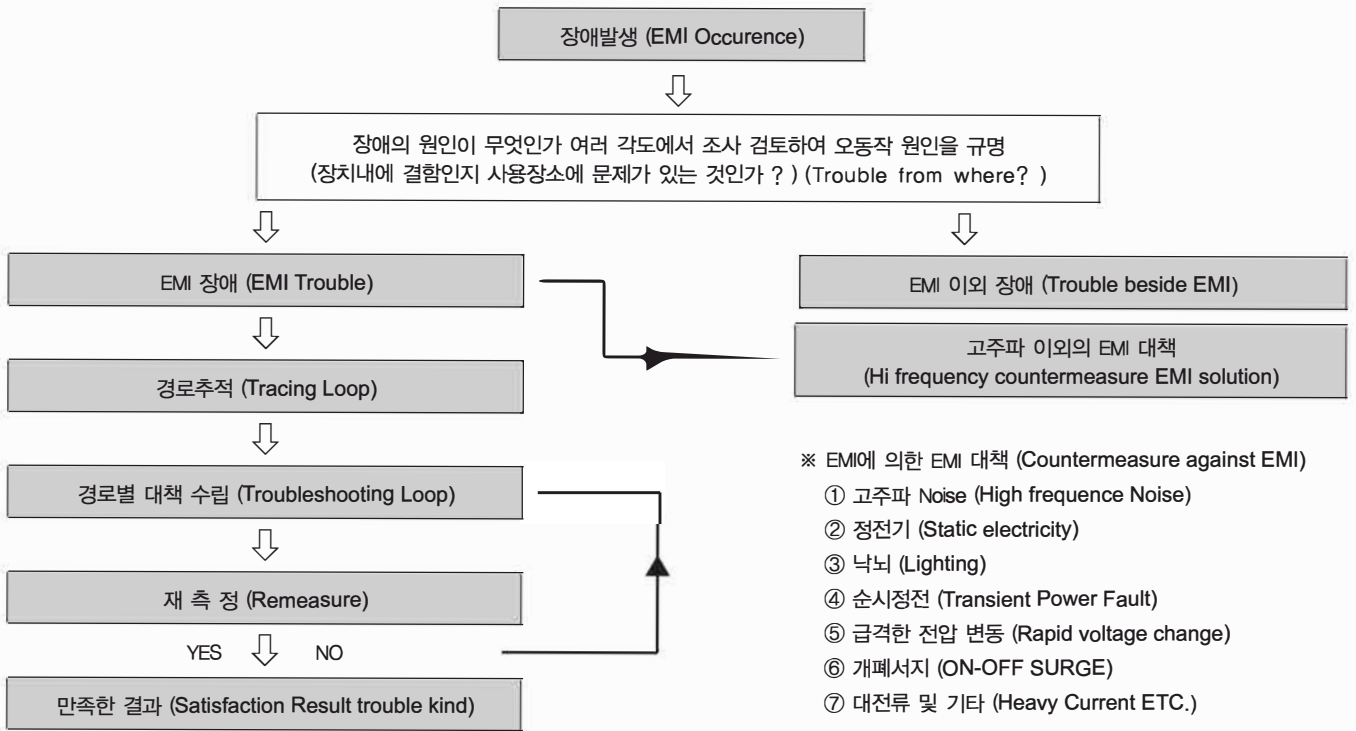 장애발생 (EMI Occurence)
장애의 원인이 무엇인가 여러 각도에서 조사 검토하여 오동작 원인을 규명
(장치내에 결함인지 사용장소에 문제가 있는 것인가 ? ) (Trouble from where? )
EMI 장애 (EMI Trouble)
경로추적 (Tracing Loop)
경로별 대책 수립 (Troubleshooting Loop)
재 측 정 (Remeasure)
YES NO
만족한 결과 (Satisfaction Result trouble kind)
EMI 이외 장애 (Trouble beside EMI)
고주파 이외의 EMI 대책
(Hi frequency countermeasure EMI solution)
※ EMI에 의한 EMI 대책 (Countermeasure against EMI)
① 고주파 Noise (High frequence Noise)
② 정전기 (Static electricity)
③ 낙뇌 (Lighting)
④ 순시정전 (Transient Power Fault)
⑤ 급격한 전압 변동 (Rapid voltage change)
⑥ 개폐서지 (ON-OFF SURGE)
⑦ 대전류 및 기타 (Heavy Current ETC.)